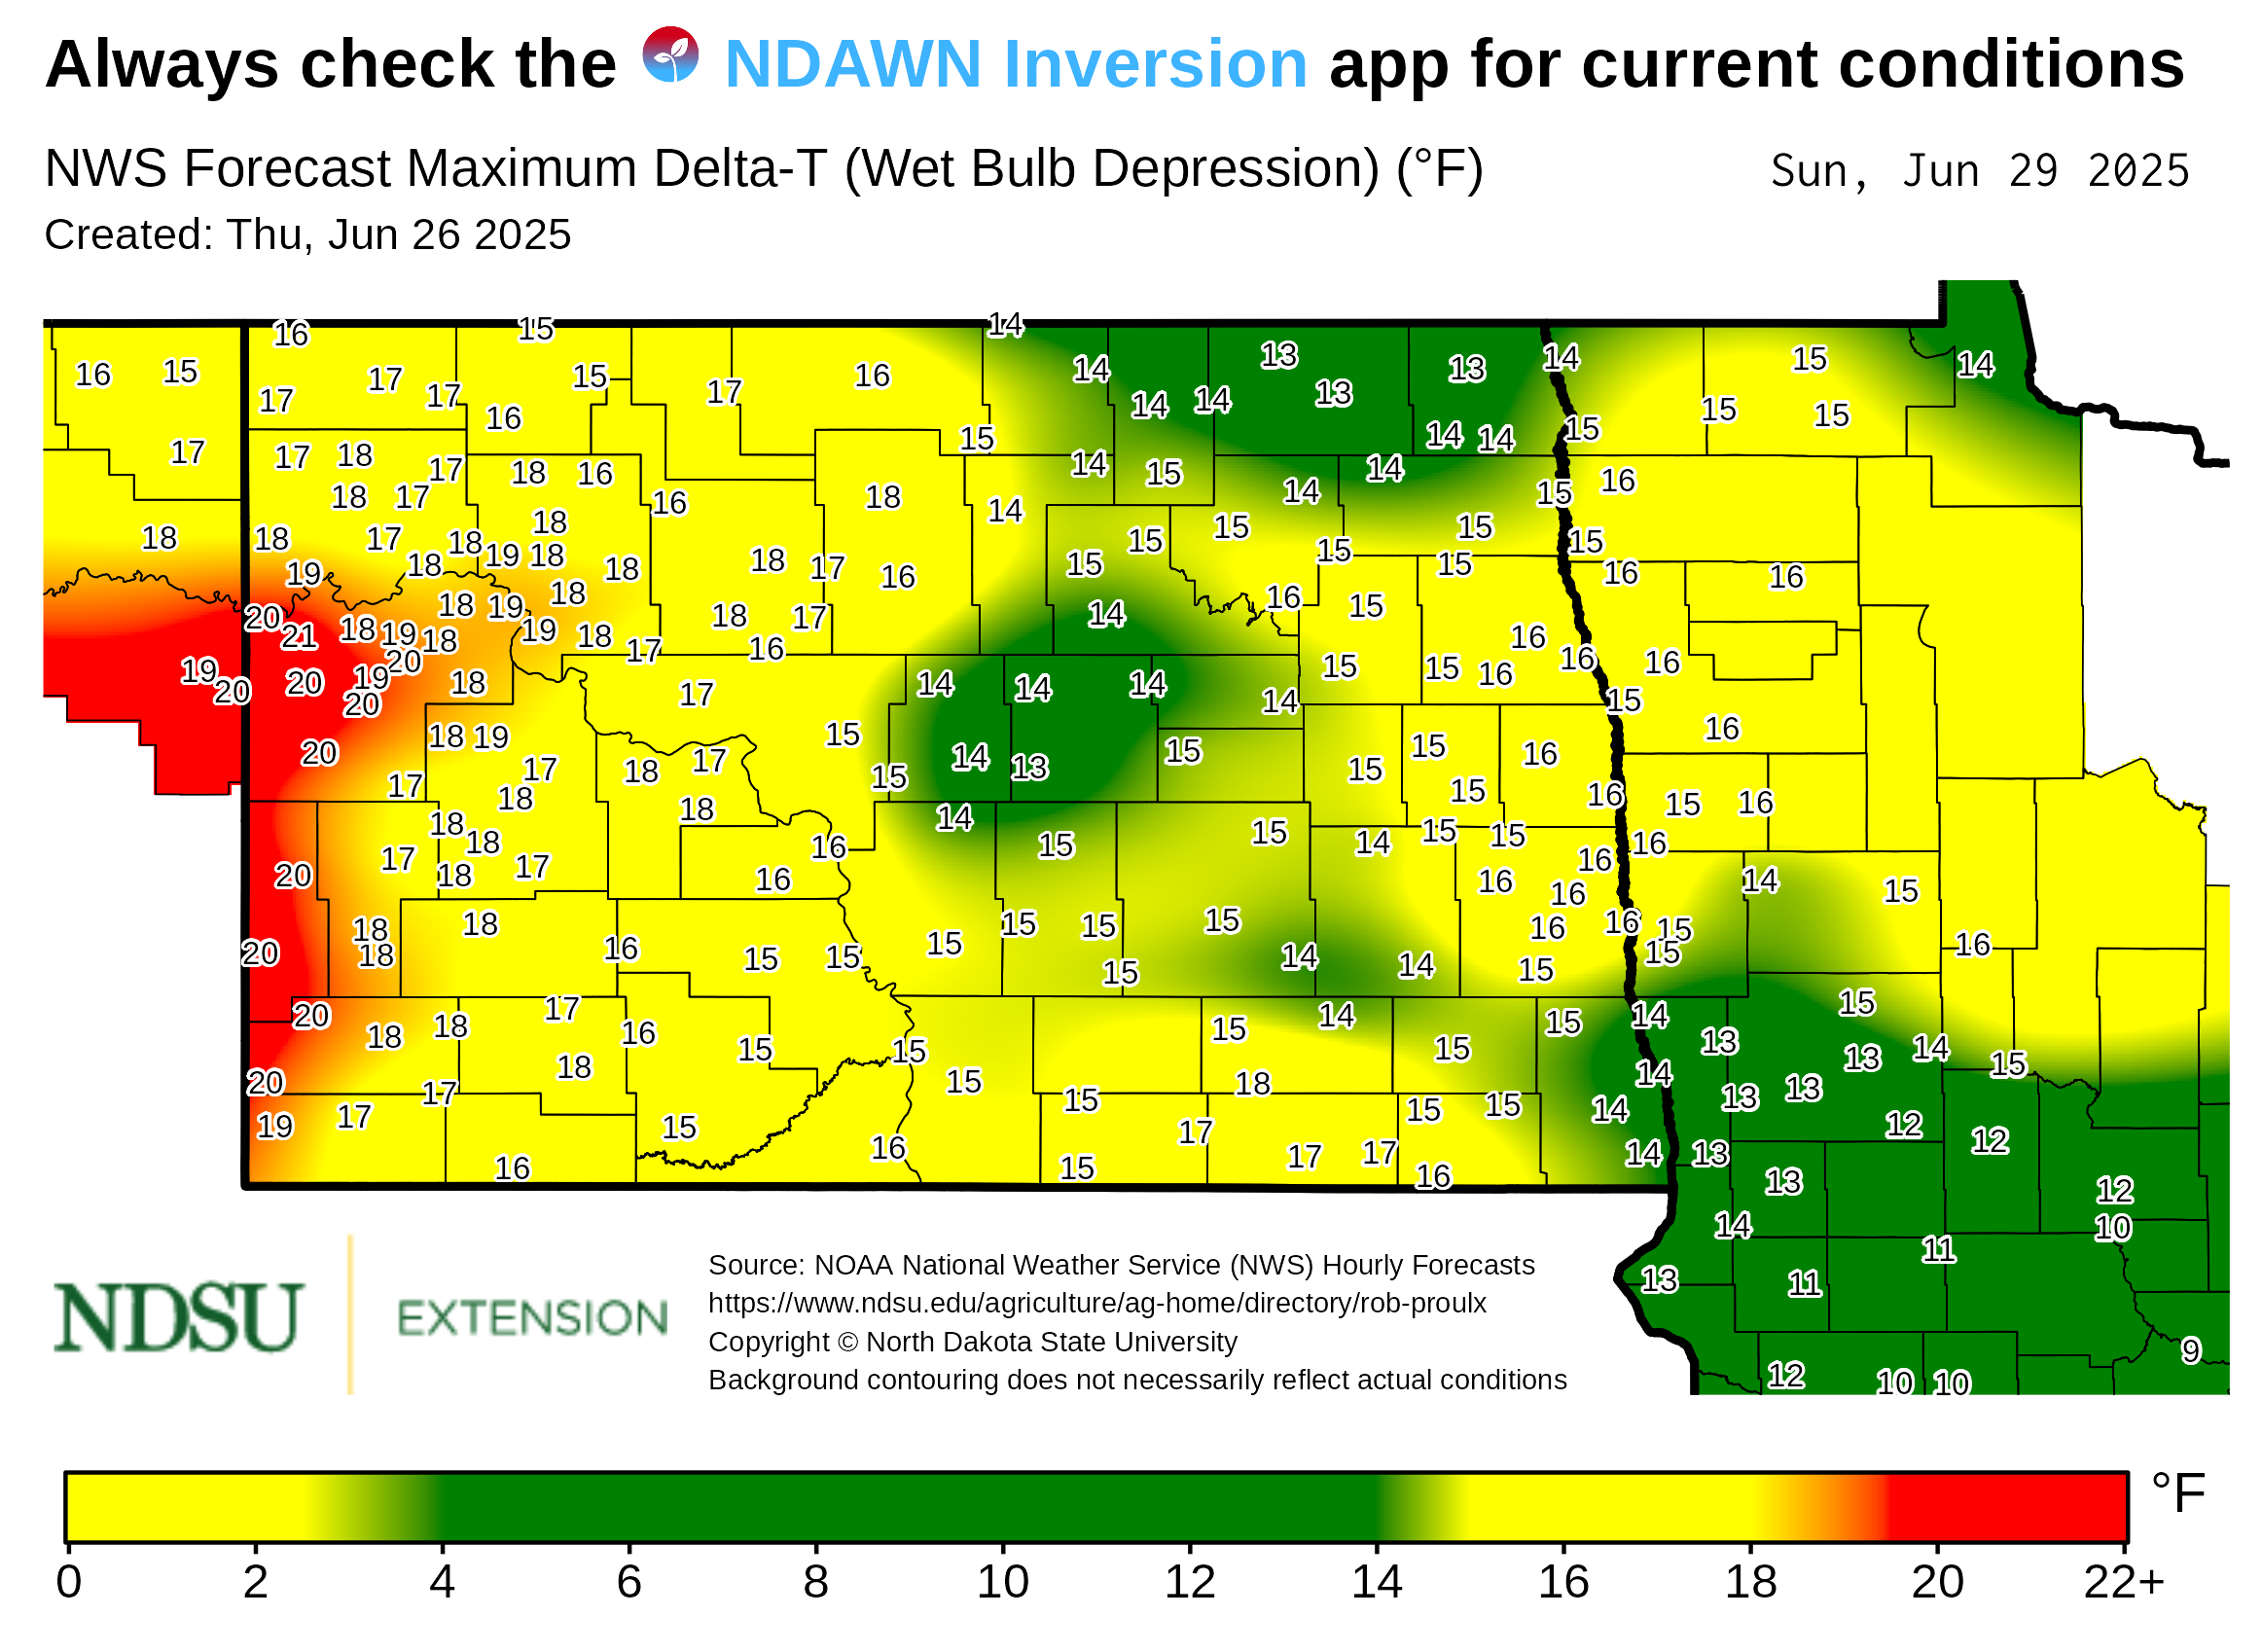 Always check the NDAWN Inversion app for current conditions
NWS Forecast Maximum Delta-T (Wet Bulb Depression) (°F)
Sun, Jun 29 2025
Created: Thu, Jun 26 2025
16 15 14
16 15 17 17 17 15 16 17 16 14 13 13 14 15 14
17 16 15 14 14 13 14 14 15 15 15
17 17 18 17 18 16 16 18 14 15 14 14 15 16
18 17 14
18 18 17 18 18 19 18 18 18 17 16 15 15 15 15 15 15 15
19 18 16 16
20 21 18 19 18 18 19 18 19 18 17 18 17 16 14 16 15 16 16 16
19 20 20 19 20 20 18 17 14 14 14 14 15 15 16 15
20 18 19 17 18 17 15 15 14 13 15 15 15 16 16
17 18 18 18 14 15 16 15 16
20 17 18 18 17 16 16 15 15 14 15 15 16 16 14 15
20 18 18 18 16 15 15 15 15 15 15 15 14 14 16 16 15 16 15 15 16
20 18 18 17 16 15 15 15 14 15 15 14 13 15 13 14 15
20 18 17 15 15 18 15 15 14 14 13 13 12
19 17 16 15 16 15 17 17 17 16 14 13 13 12 12
14 10 11
13 11
12 10 10 9
NDSU EXTENSION
Source: NOAA National Weather Service (NWS) Hourly Forecasts
https://www.ndsu.edu/agriculture/ag-home/directory/rob-proulx
Copyright © North Dakota State University
Background contouring does not necessarily reflect actual conditions
°F
0 2 4 6 8 10 12 14 16 18 20 22+